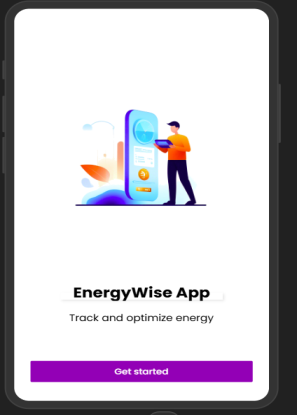 EnergyWise App
Track and optimize energy
Get started